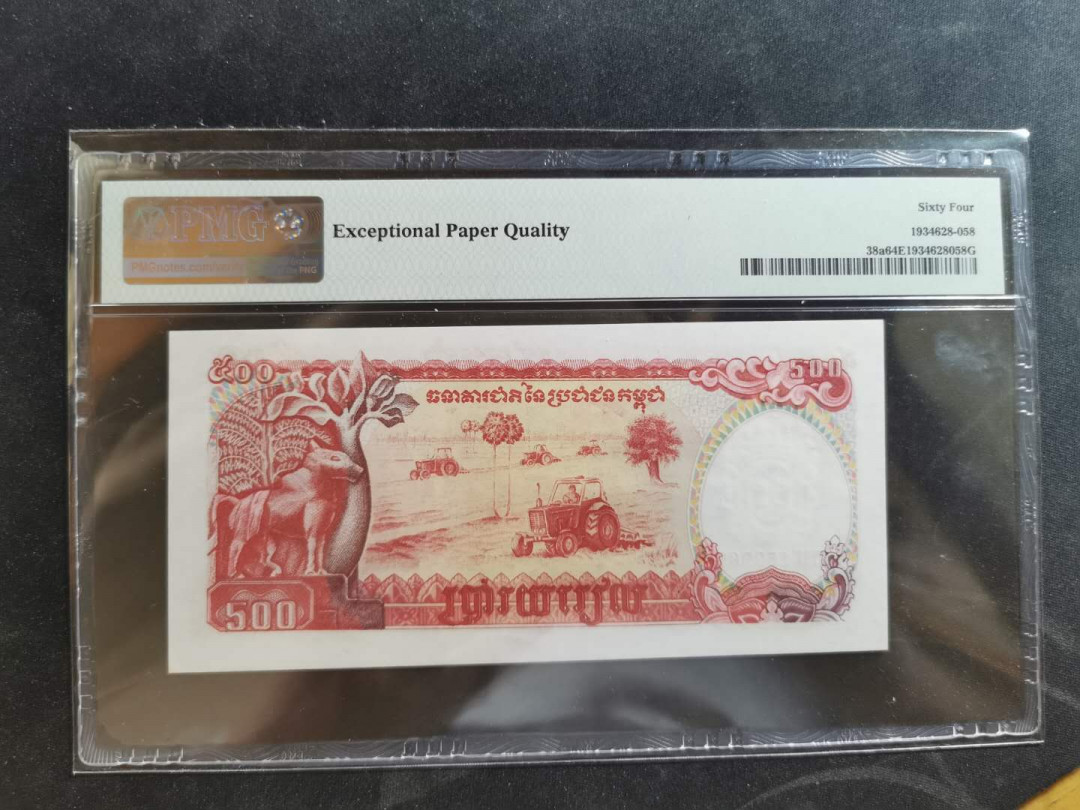 PMG
Exceptional Paper Quality
Sixty Four
1934628-058
38a64E1934628058G
៥០០
៥០០
ធនាគារជាតិនៃប្រជាជនកម្ពុជា
500
ប្រាំរយរៀល